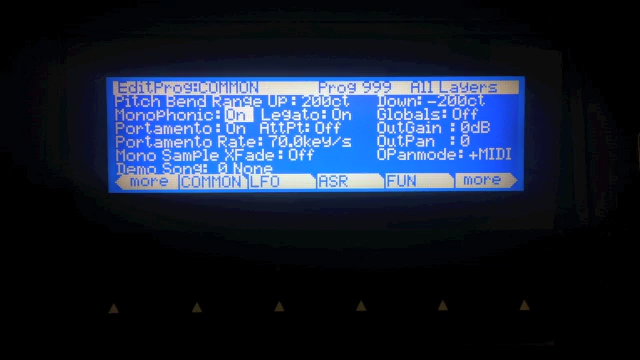 EditProg:COMMON Prog 999 All Layers
Pitch Bend Range Up: 200ct Down: -200ct
Monophonic: On Legato: On Globals: Off
Portamento: On AttPt: Off OutGain : 0dB
Portamento Rate: 70.0key/s OutPan : 0
Mono Sample XFade: Off OPanmode: +MIDI
Demo Song: 0 None
more COMMON LFO ASR FUN more